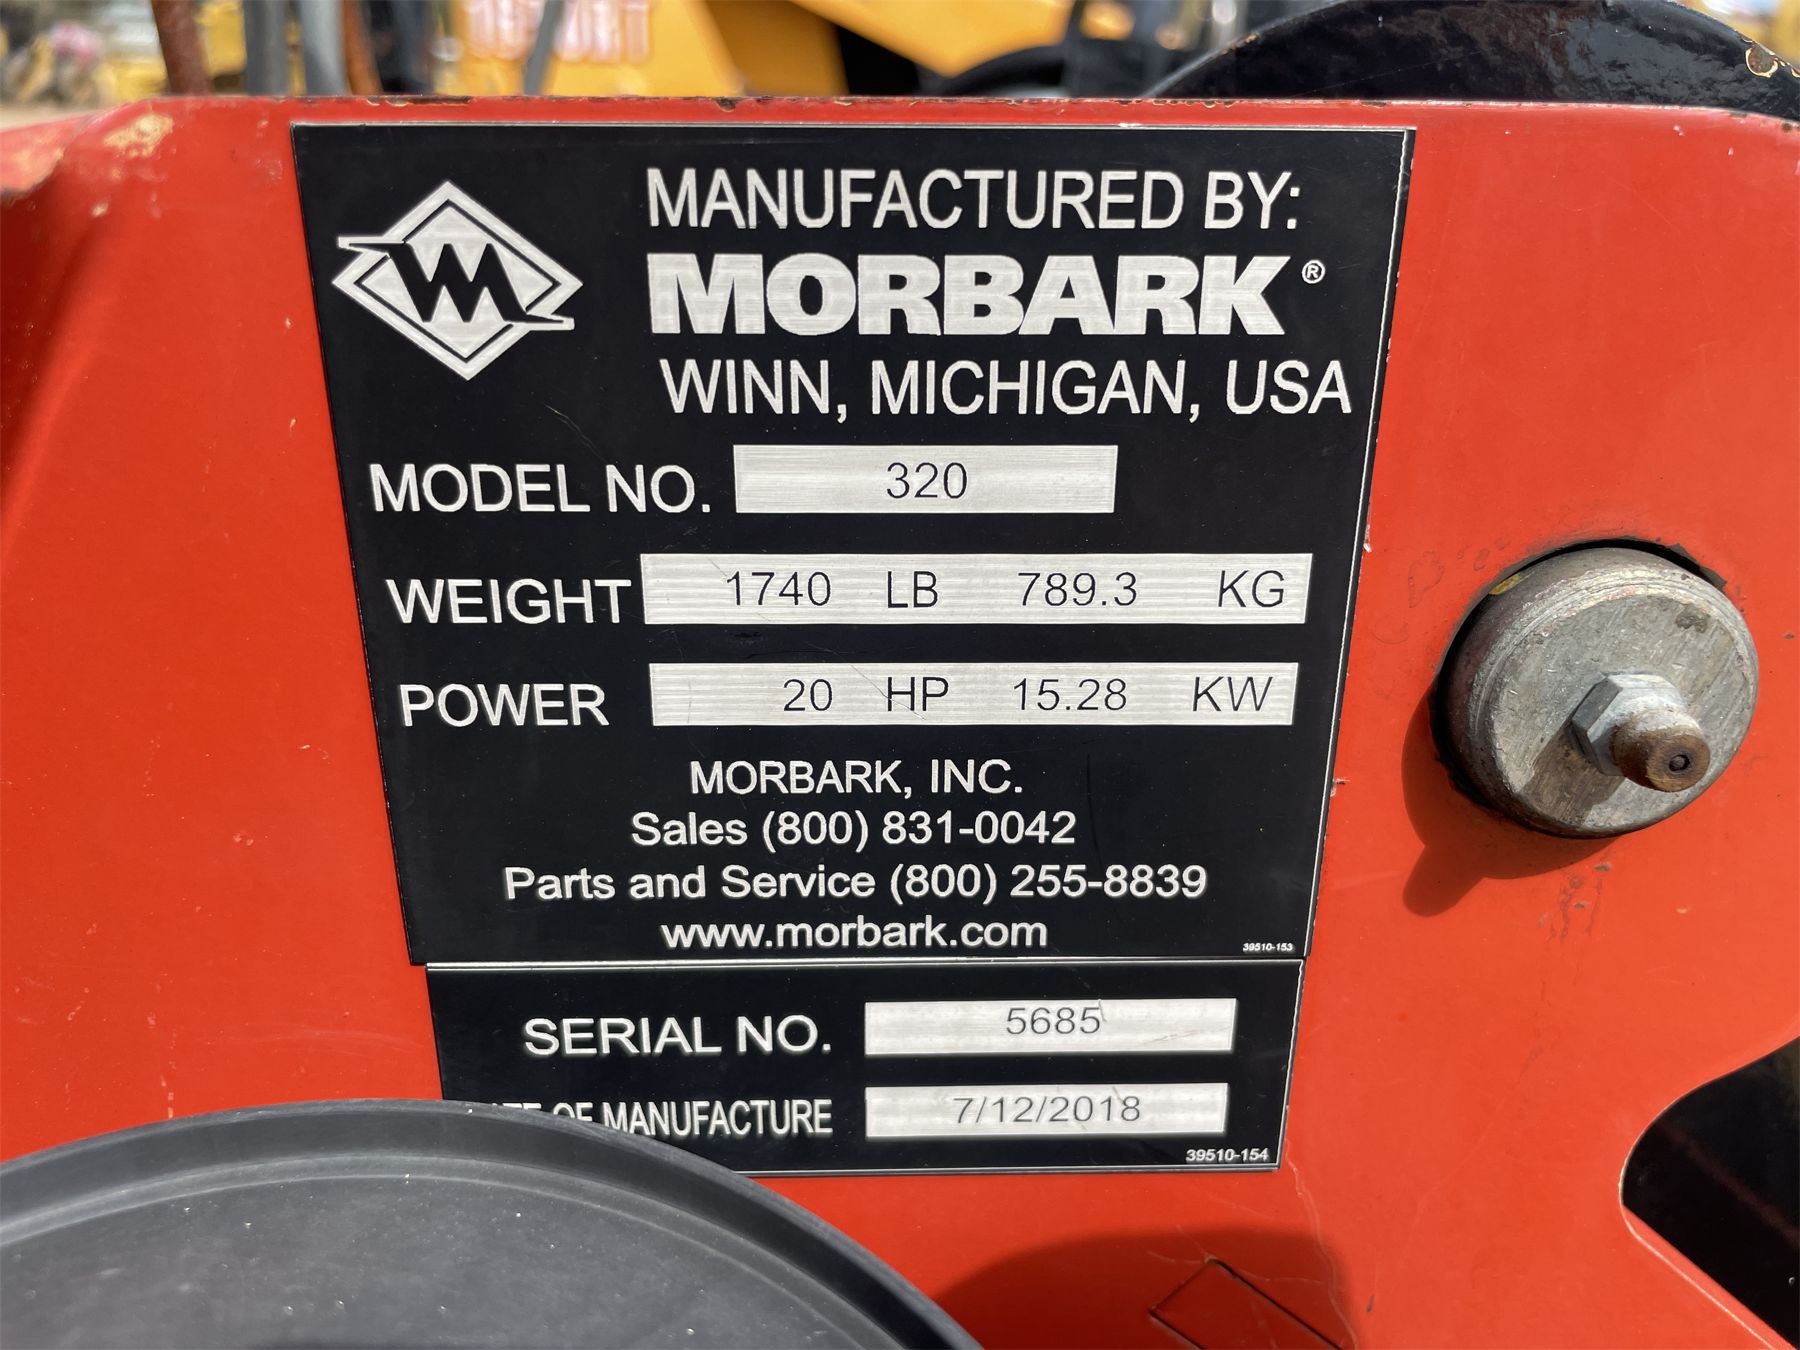 MANUFACTURED BY:
MORBARK®
WINN, MICHIGAN, USA
MODEL NO. 320
WEIGHT 1740 LB 789.3 KG
POWER 20 HP 15.28 KW
MORBARK, INC.
Sales (800) 831-0042
Parts and Service (800) 255-8839
www.morbark.com
39510-153
SERIAL NO. 5685
OF MANUFACTURE 7/12/2018
39510-154